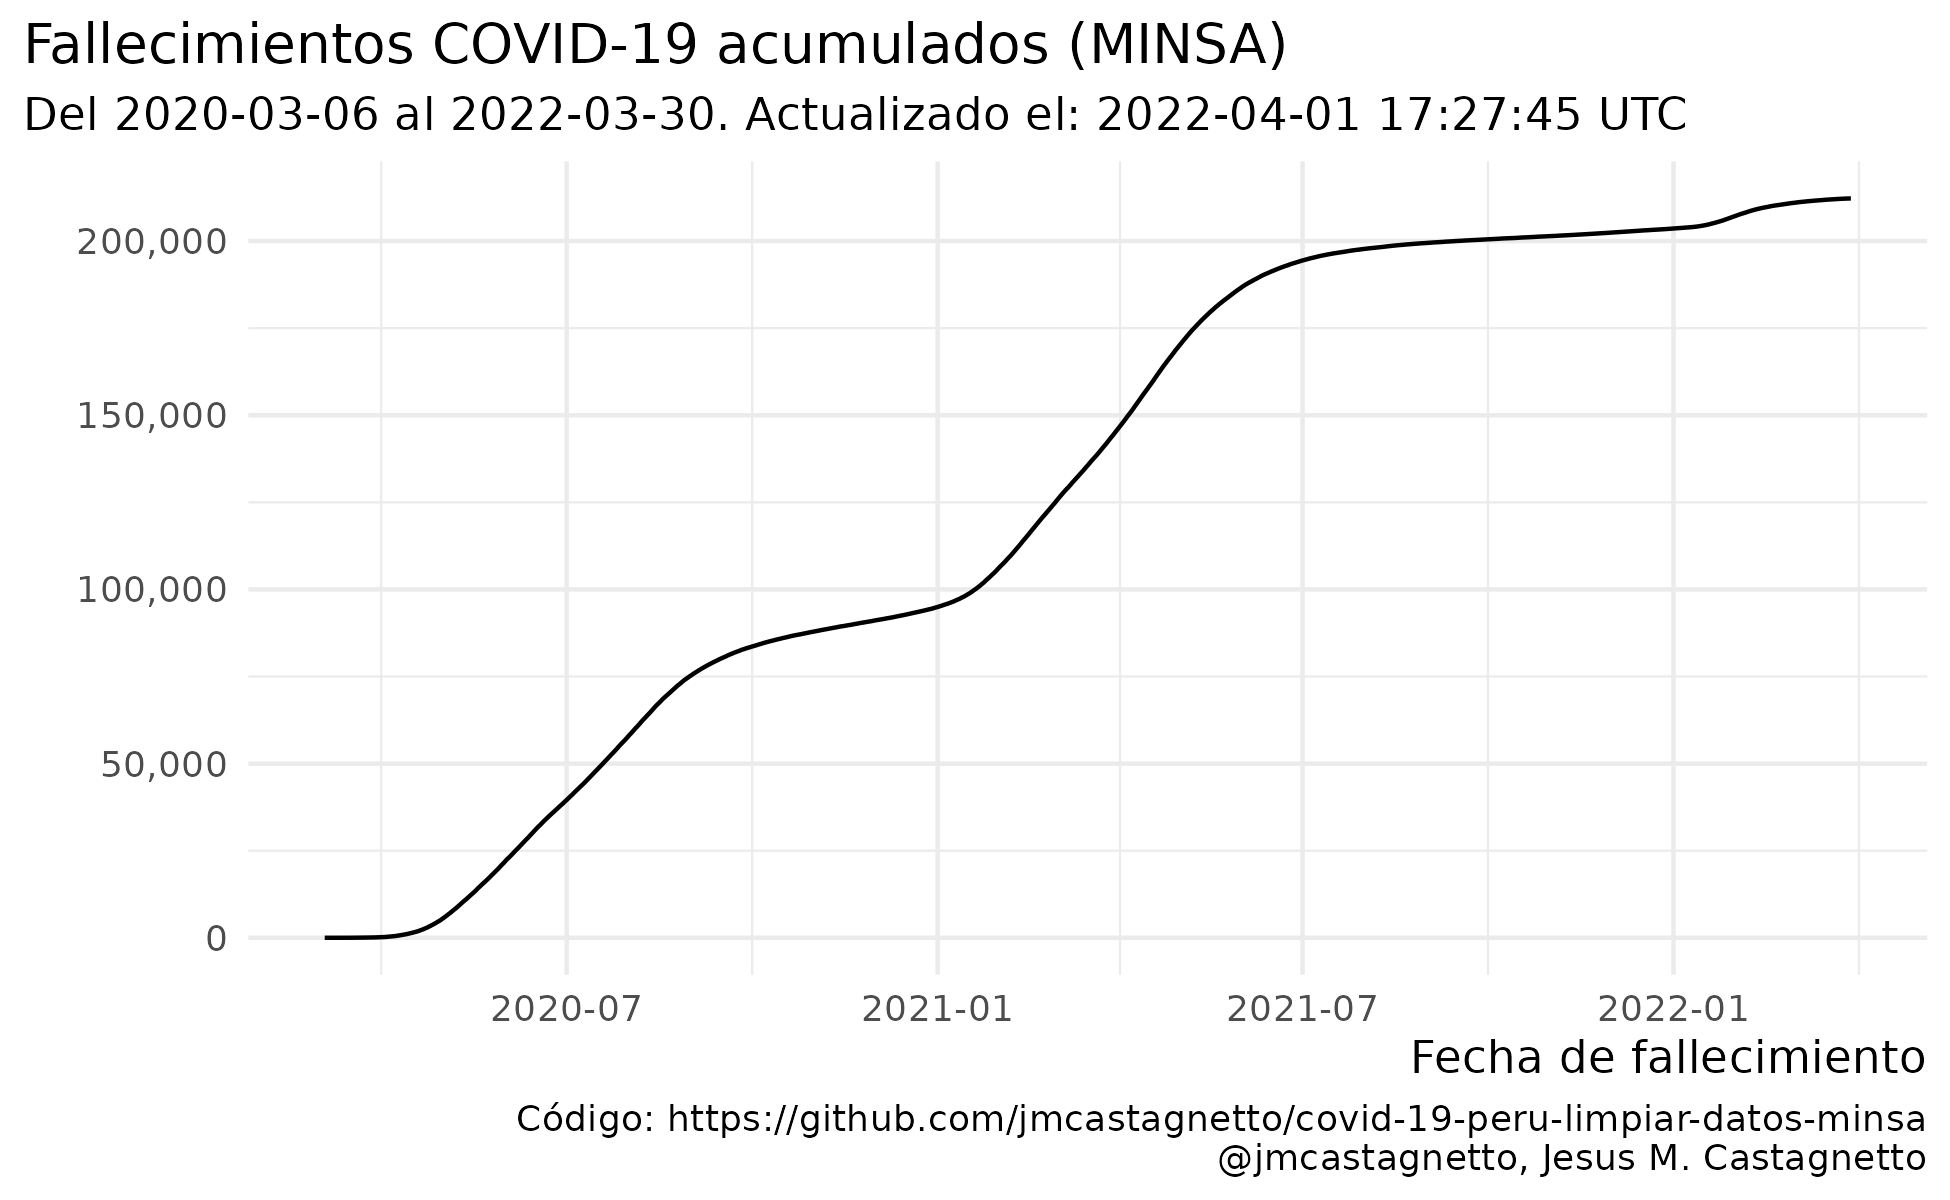 Fallecimientos COVID-19 acumulados (MINSA)
Del 2020-03-06 al 2022-03-30. Actualizado el: 2022-04-01 17:27:45 UTC
200,000
150,000
100,000
50,000
0
2020-07 2021-01 2021-07 2022-01
Fecha de fallecimiento
Código: https://github.com/jmcastagnetto/covid-19-peru-limpiar-datos-minsa
@jmcastagnetto, Jesus M. Castagnetto